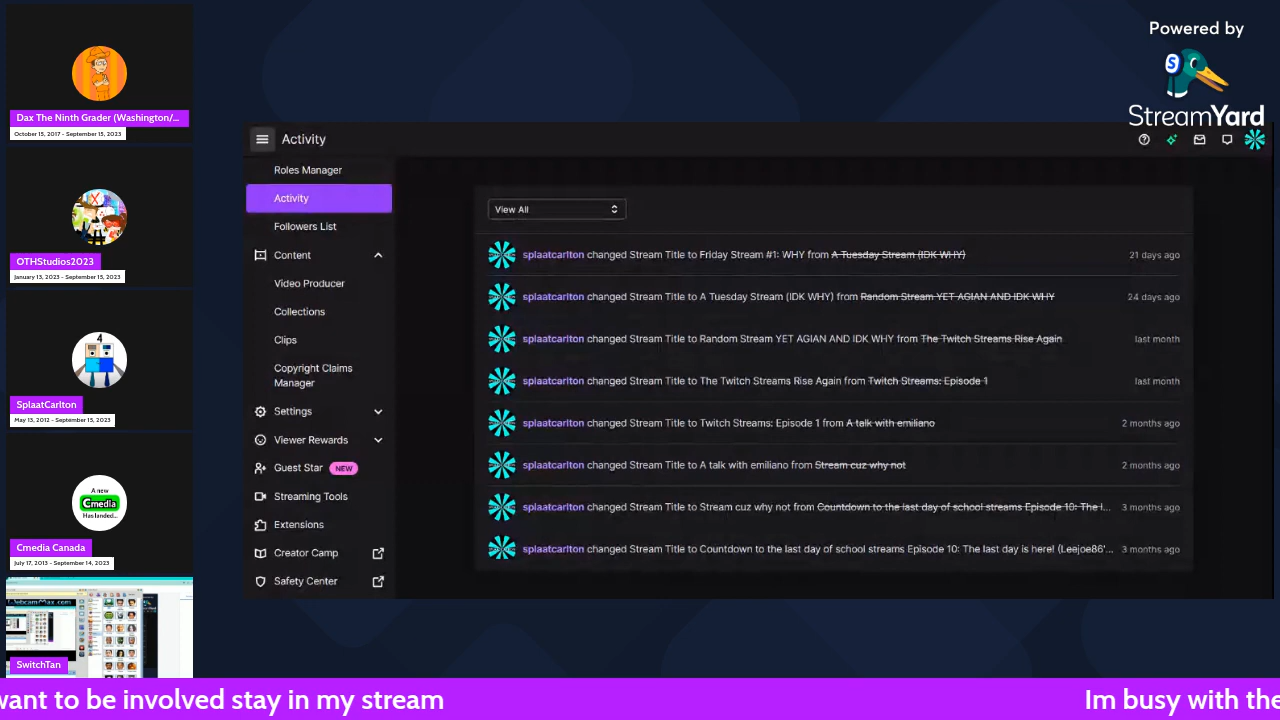 Powered by
S
StreamYard
Dax The Ninth Grader (Washington/...
October 15, 2017 - September 15, 2023
OTHStudios2023
January 13, 2023 - September 15, 2023
4
SplaatCarlton
May 13, 2012 - September 15, 2023
A new
Cmedia
Has landed...
Cmedia Canada
July 17, 2013 - September 14, 2023
WebcamMax.com
SwitchTan
Activity
Roles Manager
Activity
Followers List
Content
Video Producer
Collections
Clips
Copyright Claims
Manager
Settings
Viewer Rewards
Guest Star NEW
Streaming Tools
Extensions
Creator Camp
Safety Center
View All
splaatcarlton changed Stream Title to Friday Stream #1: WHY from A Tuesday Stream (IDK WHY) 21 days ago
splaatcarlton changed Stream Title to A Tuesday Stream (IDK WHY) from Random Stream YET AGIAN AND IDK WHY 24 days ago
splaatcarlton changed Stream Title to Random Stream YET AGIAN AND IDK WHY from The Twitch Streams Rise Again last month
splaatcarlton changed Stream Title to The Twitch Streams Rise Again from Twitch Streams: Episode 1 last month
splaatcarlton changed Stream Title to Twitch Streams: Episode 1 from A talk with emiliano 2 months ago
splaatcarlton changed Stream Title to A talk with emiliano from Stream cuz why not 2 months ago
splaatcarlton changed Stream Title to Stream cuz why not from Countdown to the last day of school streams Episode 10: The l... 3 months ago
splaatcarlton changed Stream Title to Countdown to the last day of school streams Episode 10: The last day is here! (Leejoe86'... 3 months ago
want to be involved stay in my stream Im busy with the